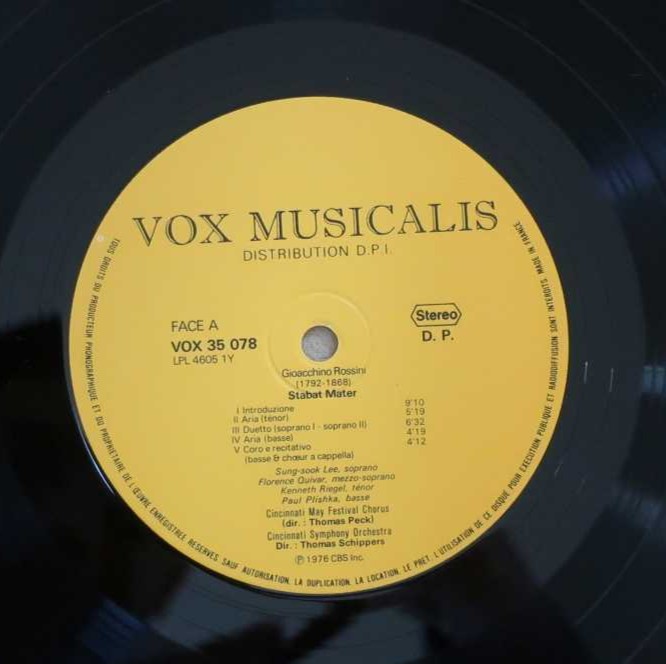 VOX MUSICALIS
DISTRIBUTION D.P.I.
FACE A
VOX 35 078
LPL 4605 1Y
Stereo
D. P.
Gioacchino Rossini
(1792-1868)
Stabat Mater
I Introduzione 9'10
II Aria (ténor) 5'19
III Duetto (soprano I - soprano II) 6'32
IV Aria (basse) 4'19
V Coro e recitativo 4'12
(basse & chœur a cappella)
Sung-sook Lee, soprano
Florence Quivar, mezzo-soprano
Kenneth Riegel, ténor
Paul Plishka, basse
Cincinnati May Festival Chorus
(dir. : Thomas Peck)
Cincinnati Symphony Orchestra
Dir. : Thomas Schippers
Ⓟ 1976 CBS Inc.
TOUS DROITS DU PRODUCTEUR PHONOGRAPHIQUE ET DU PROPRIETAIRE DE L'ŒUVRE ENREGISTREE RESERVES. SAUF AUTORISATION, LA DUPLICATION, LA LOCATION, LE PRET, L'UTILISATION DE CE DISQUE POUR EXECUTION PUBLIQUE ET RADIODIFFUSION SONT INTERDITS. MADE IN FRANCE.